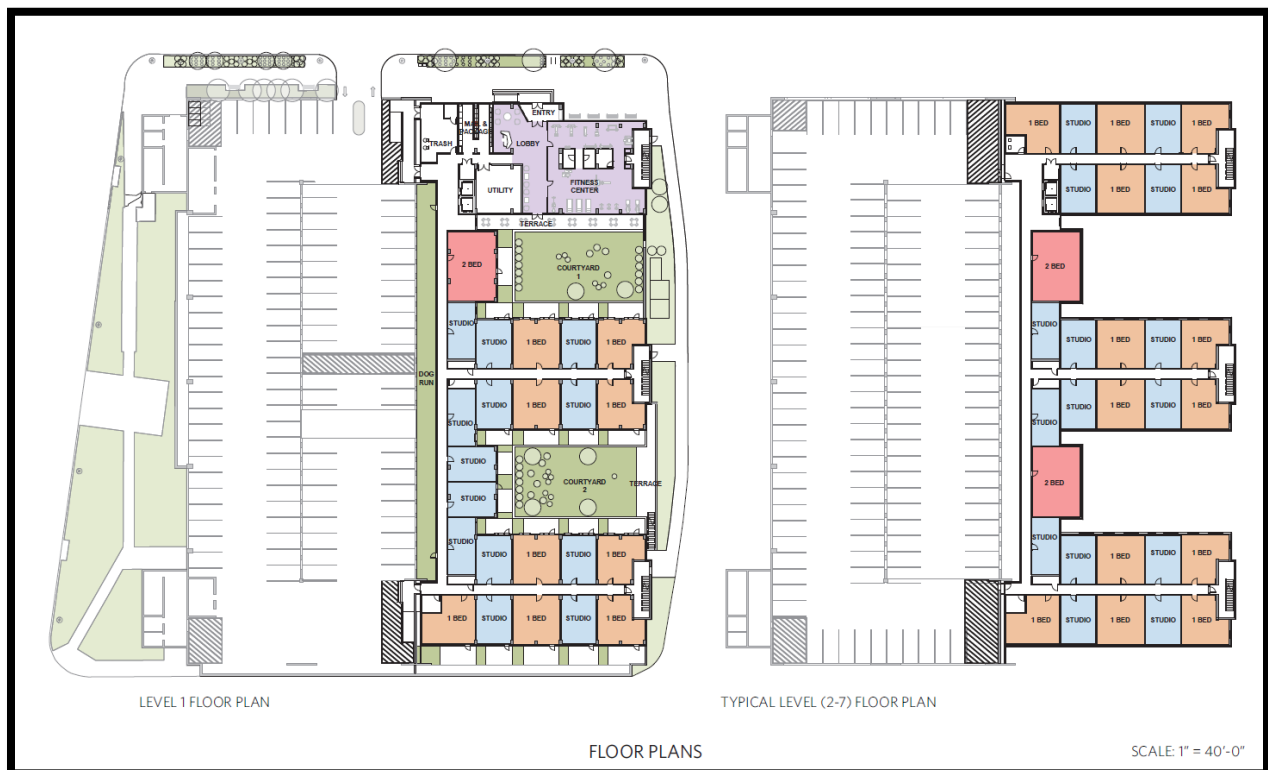 ENTRY
MAIL &
PACKAGE
TRASH
LOBBY
UTILITY
FITNESS
CENTER
TERRACE
2 BED
COURTYARD
1
STUDIO
STUDIO
1 BED
STUDIO
1 BED
DOG
RUN
STUDIO
1 BED
STUDIO
1 BED
STUDIO
STUDIO
STUDIO
COURTYARD
2
TERRACE
STUDIO
STUDIO
1 BED
STUDIO
1 BED
1 BED
STUDIO
1 BED
STUDIO
1 BED
LEVEL 1 FLOOR PLAN
1 BED
STUDIO
1 BED
STUDIO
1 BED
STUDIO
1 BED
STUDIO
1 BED
2 BED
STUDIO
STUDIO
1 BED
STUDIO
1 BED
STUDIO
1 BED
STUDIO
1 BED
STUDIO
2 BED
STUDIO
STUDIO
1 BED
STUDIO
1 BED
1 BED
STUDIO
1 BED
STUDIO
1 BED
TYPICAL LEVEL (2-7) FLOOR PLAN
FLOOR PLANS
SCALE: 1" = 40'-0"